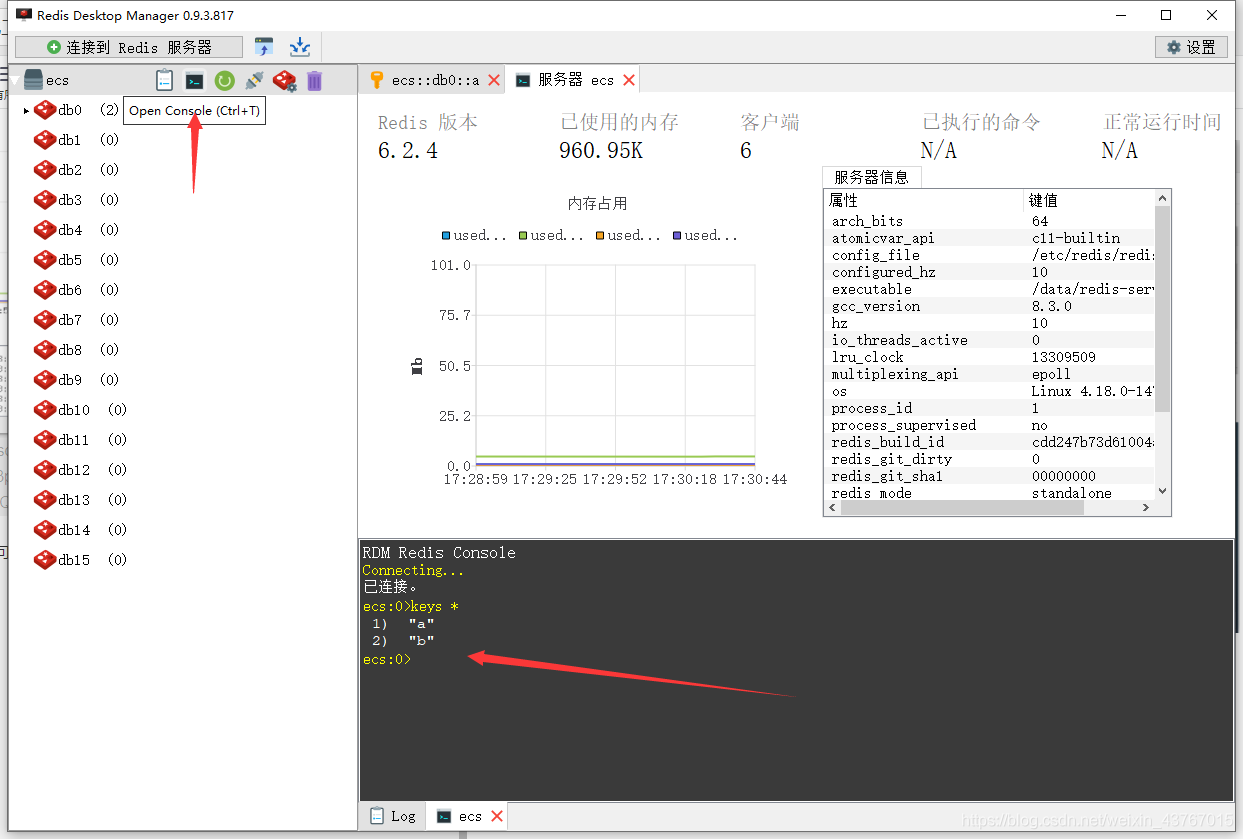 Redis Desktop Manager 0.9.3.817
连接到 Redis 服务器
设置
ecs
Open Console (Ctrl+T)
db0 (2)
db1 (0)
db2 (0)
db3 (0)
db4 (0)
db5 (0)
db6 (0)
db7 (0)
db8 (0)
db9 (0)
db10 (0)
db11 (0)
db12 (0)
db13 (0)
db14 (0)
db15 (0)
ecs::db0::a
服务器 ecs
Redis 版本 已使用的内存 客户端 已执行的命令 正常运行时间
6.2.4 960.95K 6 N/A N/A
内存占用
used... used... used... used...
101.0
75.7
50.5
25.2
0.0
Mb
17:28:59 17:29:25 17:29:52 17:30:18 17:30:44
服务器信息
属性 键值
arch_bits 64
atomicvar_api c11-builtin
config_file /etc/redis/redi
configured_hz 10
executable /data/redis-ser
gcc_version 8.3.0
hz 10
io_threads_active 0
lru_clock 13309509
multiplexing_api epoll
os Linux 4.18.0-14
process_id 1
process_supervised no
redis_build_id cdd247b73d61004
redis_git_dirty 0
redis_git_sha1 00000000
redis_mode standalone
RDM Redis Console
Connecting...
已连接。
ecs:0>keys *
1) "a"
2) "b"
ecs:0>
Log
ecs
https://blog.csdn.net/weixin_43767015